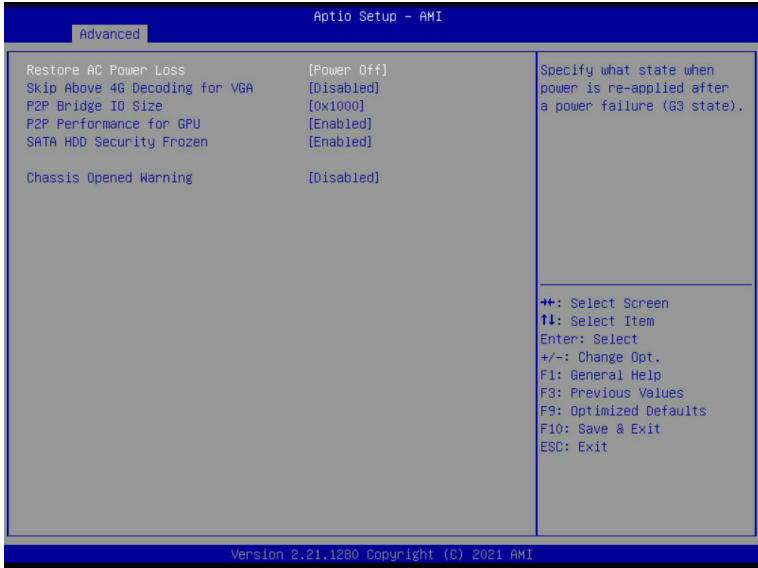 Aptio Setup - AMI
Advanced
Restore AC Power Loss [Power Off]
Skip Above 4G Decoding for VGA [Disabled]
P2P Bridge IO Size [0x1000]
P2P Performance for GPU [Enabled]
SATA HDD Security Frozen [Enabled]
Chassis Opened Warning [Disabled]
Specify what state when
power is re-applied after
a power failure (G3 state).
→←: Select Screen
↑↓: Select Item
Enter: Select
+/-: Change Opt.
F1: General Help
F3: Previous Values
F9: Optimized Defaults
F10: Save & Exit
ESC: Exit
Version 2.21.1280 Copyright (C) 2021 AMI